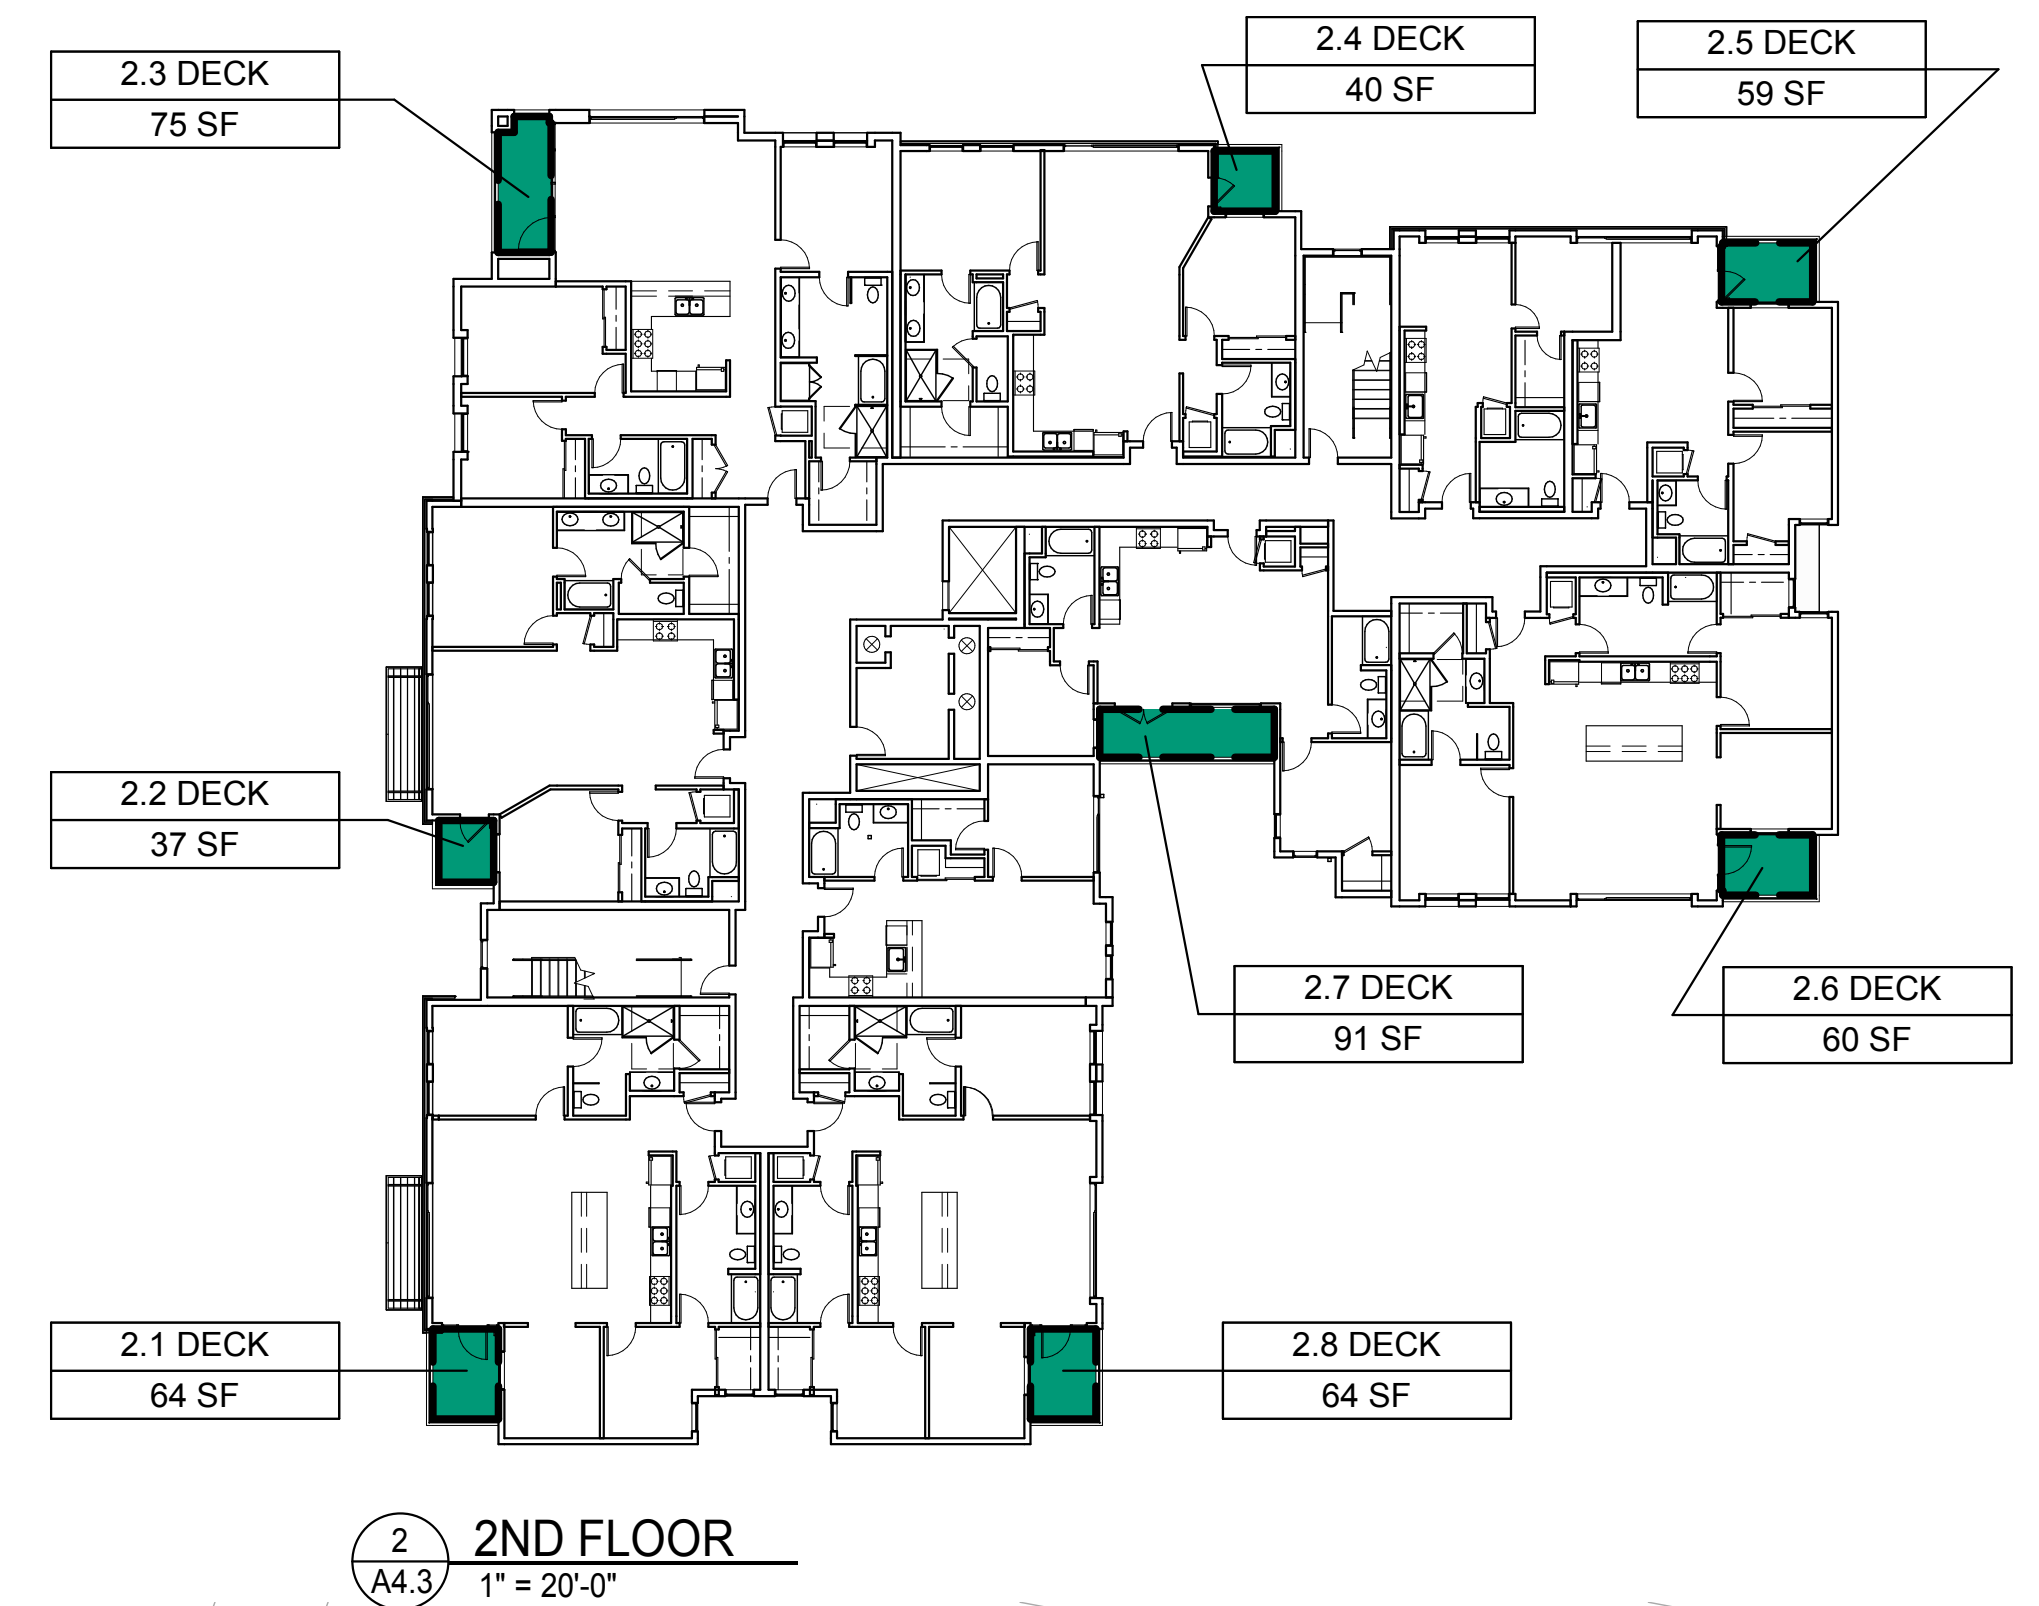 2.4 DECK
40 SF
2.5 DECK
59 SF
2.3 DECK
75 SF
2.2 DECK
37 SF
2.7 DECK
91 SF
2.6 DECK
60 SF
2.1 DECK
64 SF
2.8 DECK
64 SF
2
A4.3
2ND FLOOR
1" = 20'-0"